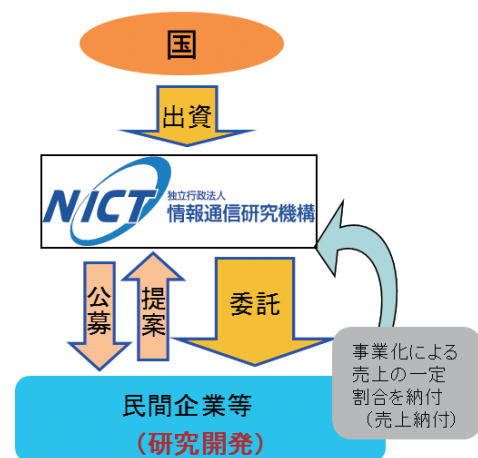 国
出資
NICT
独立行政法人
情報通信研究機構
公募
提案
委託
事業化による
売上の一定
割合を納付
(売上納付)
民間企業等
(研究開発)